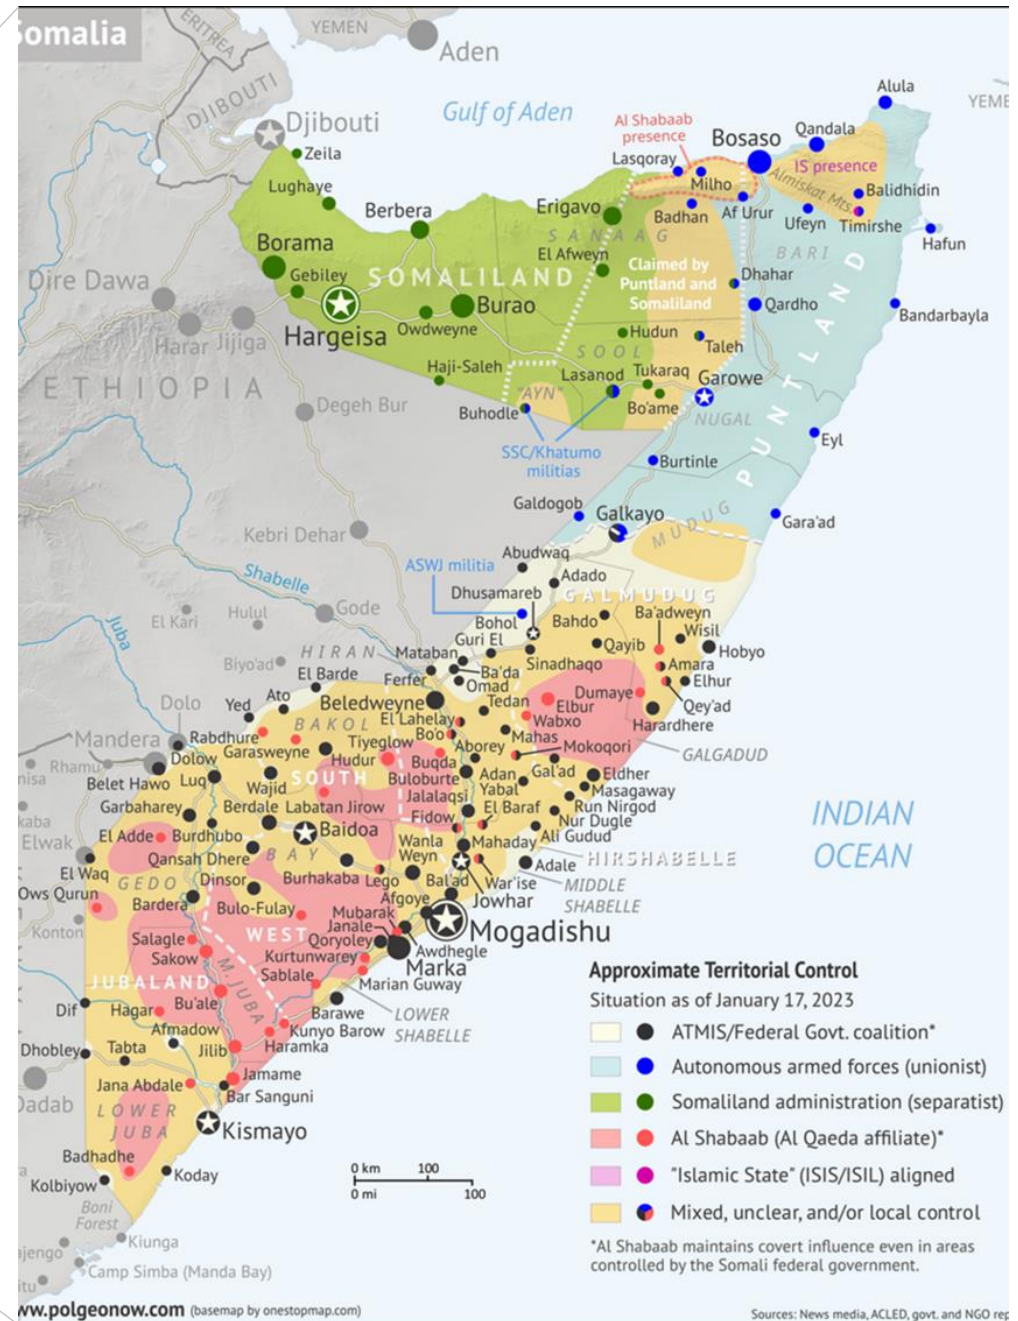 Somalia
ERITREA
YEMEN
Aden
DJIBOUTI
Djibouti
Gulf of Aden
Alula
YEME
Al Shabaab
presence
Bosaso
Qandala
IS presence
Zeila
Lasqoray
Milho
Almiskat Mts.
Balidhidin
Lughaye
Berbera
Erigavo
Badhan
Af Urur
Ufeyn
Timirshe
Hafun
SANAAG
El Afweyn
BARI
Borama
Gebiley
SOMALILAND
Claimed by
Puntland and
Somaliland
Dhahar
Dire Dawa
Harar
Jijiga
Hargeisa
Owdweyne
Burao
Qardho
Bandarbayla
Hudun
Taleh
SOOL
PUNTLAND
ETHIOPIA
Haji-Saleh
Lasanod
Tukaraq
Garowe
Degeh Bur
"AYN"
Buhodle
Bo'ame
NUGAL
Eyl
SSC/Khatumo
militias
Burtinle
Galdogob
Galkayo
Gara'ad
MUDUG
Kebri Dehar
Abudwaq
ASWJ militia
Adado
Shabelle
Dhusamareb
GALMUDUG
Juba
El Kari
Hulul
Gode
Bohol
Bahdo
Ba'adweyn
Wisil
Guri El
Qayib
Hobyo
HIRAN
Mataban
Sinadhaqo
Amara
Biyo'ad
El Barde
Ferfer
Ba'da
Omad
Dumaye
Elhur
Dolo
Yed
Ato
Beledweyne
Tedan
Elbur
Qey'ad
BAKOL
El Lahelay
Wabxo
Harardhere
Mandera
Rabdhure
Bo'o
Mahas
GALGADUD
Rhamu
Dolow
Garasweyne
Tiyeglow
Aborey
Mokoqori
Belet Hawo
Luq
Hudur
Buqda
SOUTH
Buloburte
Adan
Yabal
Gal'ad
Eldher
Masagaway
Wajid
Garbaharey
Berdale
Labatan Jirow
Jalalaqsi
El Baraf
Run Nirgod
Nur Dugle
INDIAN
OCEAN
El Adde
Burdhubo
Baidoa
Fidow
Ali Gudud
Elwak
Qansah Dhere
BAY
Wanla
Weyn
Mahaday
HIRSHABELLE
El Waq
GEDO
Dinsor
Burhakaba
Lego
Bal'ad
War'ise
Adale
MIDDLE
SHABELLE
Ows Qurun
Bardera
Bulo-Fulay
Afgoye
Jowhar
Konton
Mubarak
Janale
Mogadishu
Salagle
WEST
Qoryoley
Awdhegle
Sakow
Kurtunwarey
Marka
M. JUBA
Sablale
Marian Guway
JUBALAND
Dif
Hagar
Bu'ale
Barawe
LOWER
SHABELLE
Afmadow
Kunyo Barow
Dhobley
Tabta
Jilib
Haramka
Jana Abdale
Jamame
Bar Sanguni
Dadab
LOWER
JUBA
Kismayo
Badhadhe
Koday
Kolbiyow
Boni
Forest
Kiunga
Camp Simba (Manda Bay)
0 km 100
0 mi 100
Approximate Territorial Control
Situation as of January 17, 2023
ATMIS/Federal Govt. coalition*
Autonomous armed forces (unionist)
Somaliland administration (separatist)
Al Shabaab (Al Qaeda affiliate)*
"Islamic State" (ISIS/ISIL) aligned
Mixed, unclear, and/or local control
*Al Shabaab maintains covert influence even in areas
controlled by the Somali federal government.
ww.polgeonow.com (basemap by onestopmap.com)
Sources: News media, ACLED, govt. and NGO rep